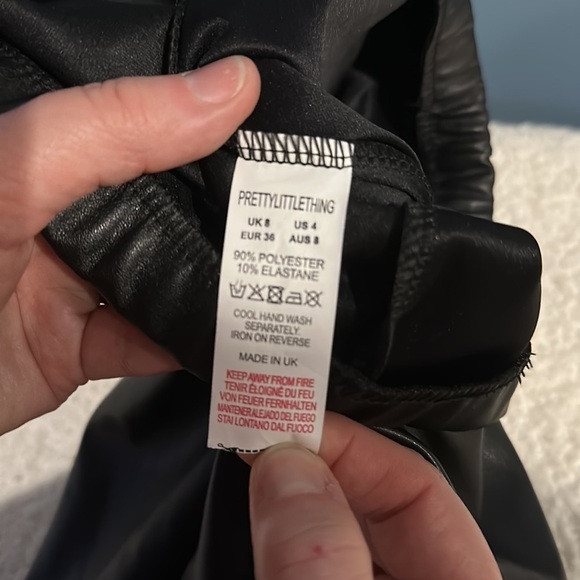 PRETTYLITTLETHING
UK 8 US 4
EUR 36 AUS 8
90% POLYESTER
10% ELASTANE
COOL HAND WASH
SEPARATELY.
IRON ON REVERSE
MADE IN UK
KEEP AWAY FROM FIRE
TENIR ÉLOIGNÉ DU FEU
VON FEUER FERNHALTEN
MANTENER ALEJADO DEL FUEGO
STAI LONTANO DAL FUOCO